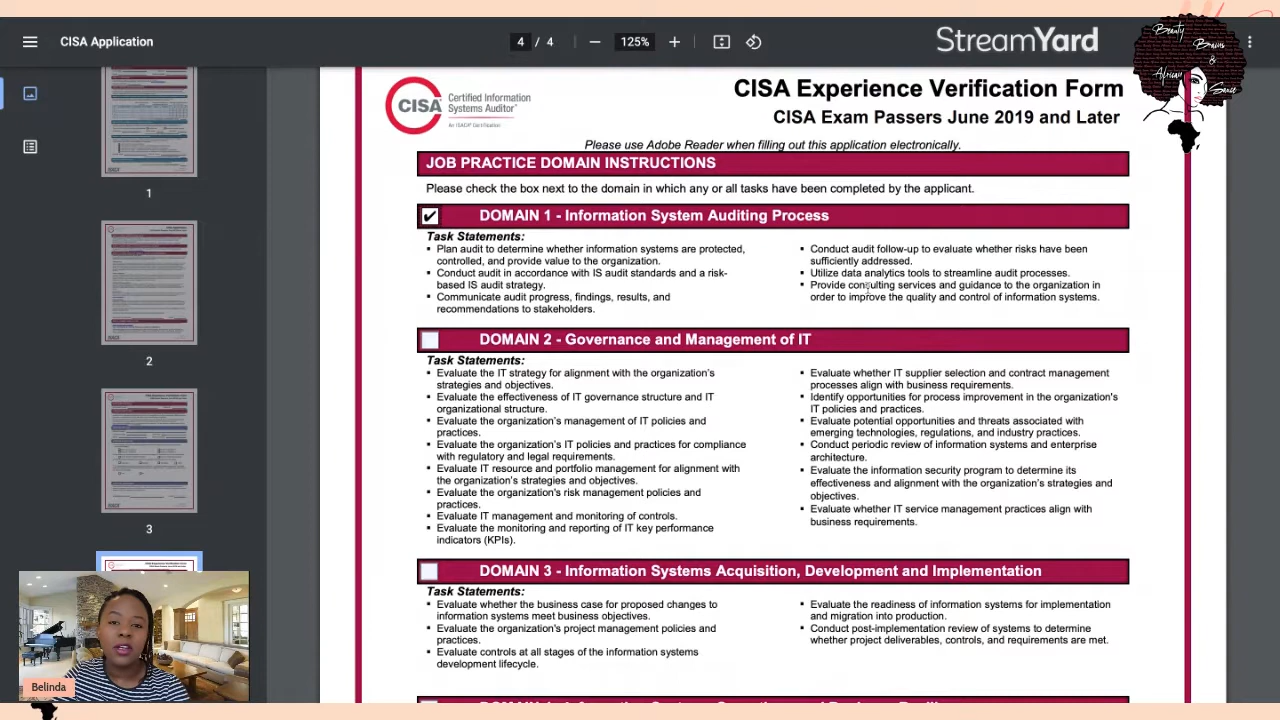 CISA Application
4 / 4
125%
StreamYard
Beauty
Brains
&
African
Sauce
1
2
3
Belinda
CISA
Certified Information
Systems Auditor®
An ISACA® Certification
CISA Experience Verification Form
CISA Exam Passers June 2019 and Later
Please use Adobe Reader when filling out this application electronically.
JOB PRACTICE DOMAIN INSTRUCTIONS
Please check the box next to the domain in which any or all tasks have been completed by the applicant.
DOMAIN 1 - Information System Auditing Process
Task Statements:
▪ Plan audit to determine whether information systems are protected,
controlled, and provide value to the organization.
▪ Conduct audit in accordance with IS audit standards and a risk-
based IS audit strategy.
▪ Communicate audit progress, findings, results, and
recommendations to stakeholders.
▪ Conduct audit follow-up to evaluate whether risks have been
sufficiently addressed.
▪ Utilize data analytics tools to streamline audit processes.
▪ Provide consulting services and guidance to the organization in
order to improve the quality and control of information systems.
DOMAIN 2 - Governance and Management of IT
Task Statements:
▪ Evaluate the IT strategy for alignment with the organization's
strategies and objectives.
▪ Evaluate the effectiveness of IT governance structure and IT
organizational structure.
▪ Evaluate the organization's management of IT policies and
practices.
▪ Evaluate the organization's IT policies and practices for compliance
with regulatory and legal requirements.
▪ Evaluate IT resource and portfolio management for alignment with
the organization's strategies and objectives.
▪ Evaluate the organization's risk management policies and
practices.
▪ Evaluate IT management and monitoring of controls.
▪ Evaluate the monitoring and reporting of IT key performance
indicators (KPIs).
▪ Evaluate whether IT supplier selection and contract management
processes align with business requirements.
▪ Identify opportunities for process improvement in the organization's
IT policies and practices.
▪ Evaluate potential opportunities and threats associated with
emerging technologies, regulations, and industry practices.
▪ Conduct periodic review of information systems and enterprise
architecture.
▪ Evaluate the information security program to determine its
effectiveness and alignment with the organization's strategies and
objectives.
▪ Evaluate whether IT service management practices align with
business requirements.
DOMAIN 3 - Information Systems Acquisition, Development and Implementation
Task Statements:
▪ Evaluate whether the business case for proposed changes to
information systems meet business objectives.
▪ Evaluate the organization's project management policies and
practices.
▪ Evaluate controls at all stages of the information systems
development lifecycle.
▪ Evaluate the readiness of information systems for implementation
and migration into production.
▪ Conduct post-implementation review of systems to determine
whether project deliverables, controls, and requirements are met.